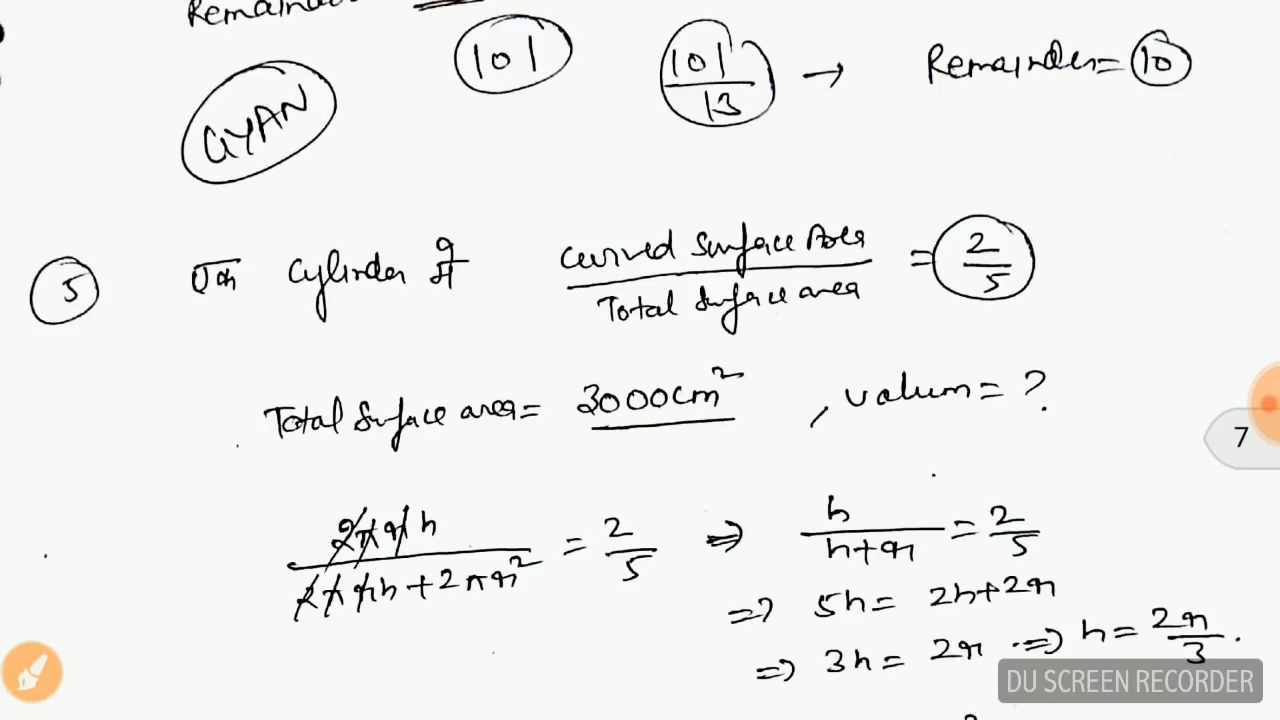 Remainder
101 101/13 → Remainder = 10
GYAN
5 एक Cylinder में Curved Surface Area / Total Surface area = 2/5
Total Surface area = 3000cm² , valum = ?
7
2πrh / 2πrh + 2πr² = 2/5 ⇒ h / h+r = 2/5
⇒ 5h = 2h+2r
⇒ 3h = 2r ⇒ h = 2r/3 .
DU SCREEN RECORDER